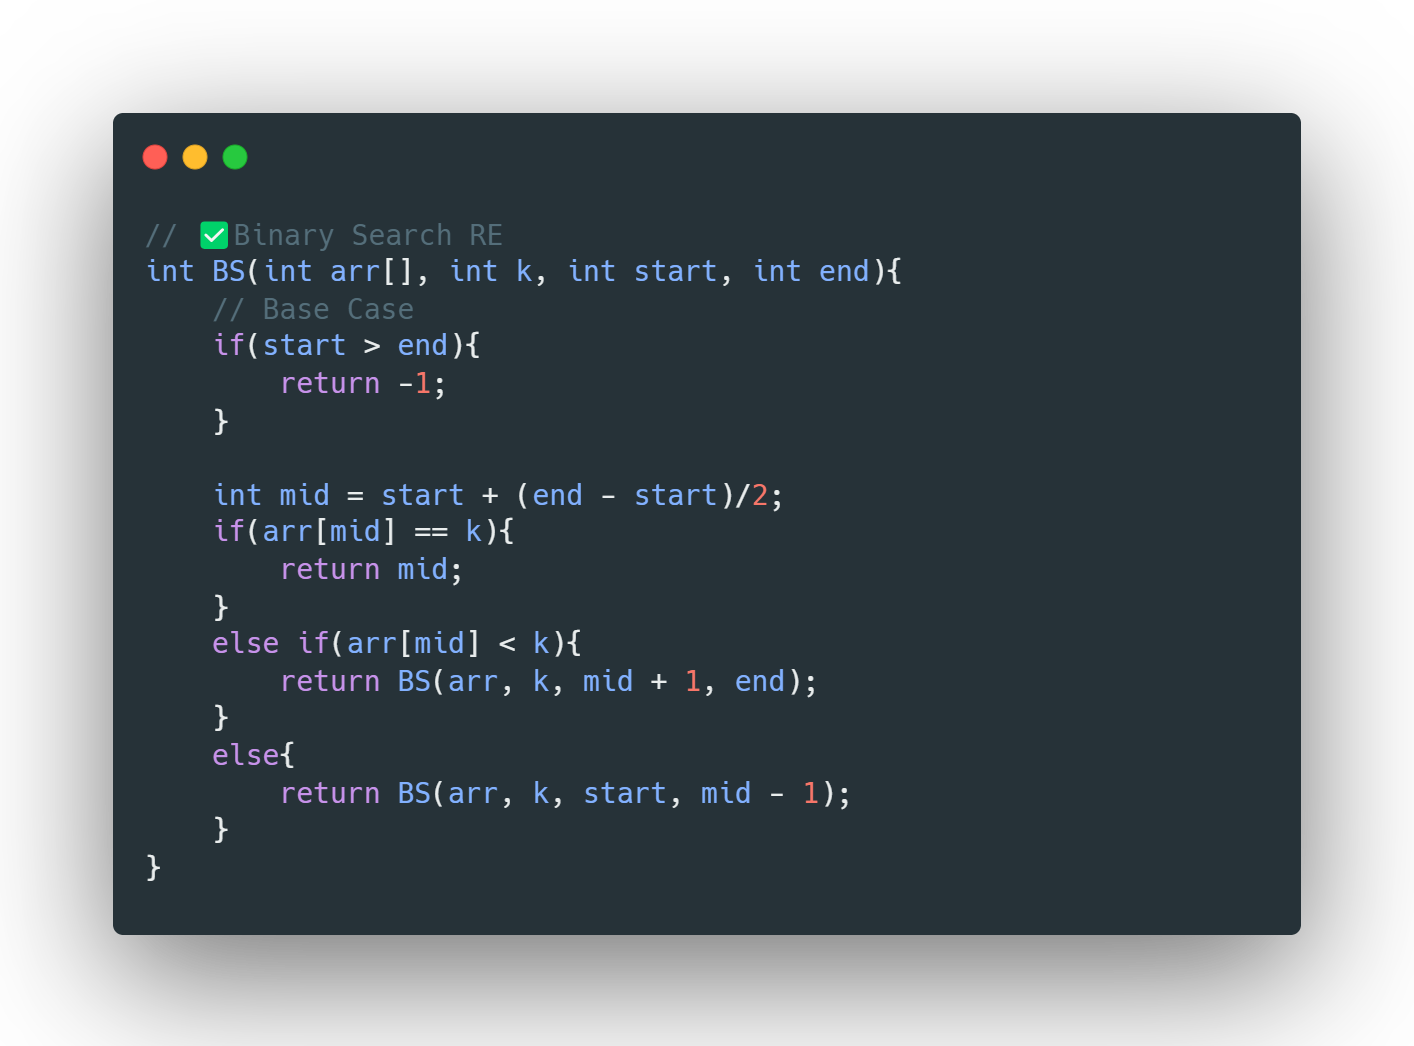 // ✅Binary Search RE
int BS(int arr[], int k, int start, int end){
    // Base Case
    if(start > end){
        return -1;
    }

    int mid = start + (end - start)/2;
    if(arr[mid] == k){
        return mid;
    }
    else if(arr[mid] < k){
        return BS(arr, k, mid + 1, end);
    }
    else{
        return BS(arr, k, start, mid - 1);
    }
}